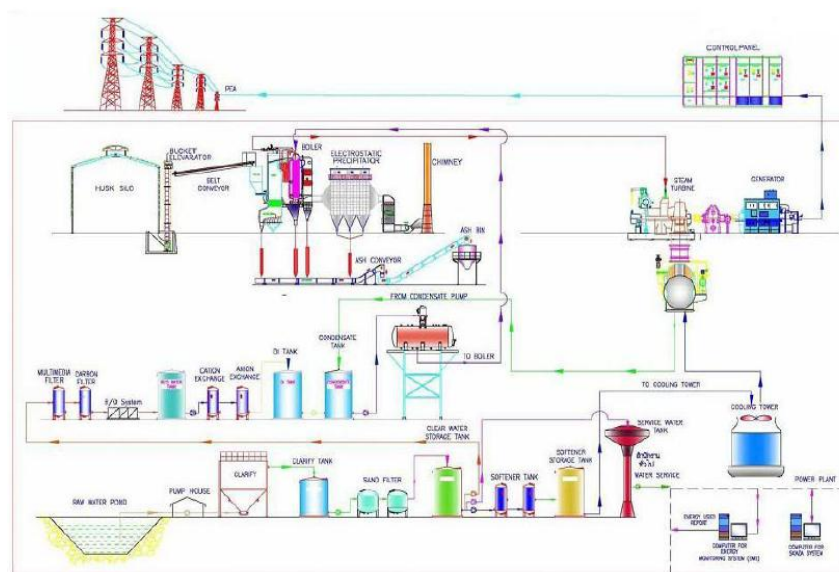 CONTROL PANEL
PEA
BUCKET
ELEVARATOR
BOILER
ELECTROSTATIC
PRECIPITATOR
CHIMNEY
HUSK SILO
BELT
CONVEYOR
STEAM
TURBINE
GENERATOR
ASH BIN
ASH CONVEYOR
FROM CONDENSATE PUMP
CONDENSATE
TANK
DI TANK
TO BOILER
MULTIMEDIA
FILTER
CARBON
FILTER
CATION
EXCHANGE
ANION
EXCHANGE
R/O System
TO COOLING TOWER
CLEAR WATER
STORAGE TANK
SERVICE WATER
TANK
COOLING TOWER
CLARIFY TANK
CLARIFY
SAND FILTER
SOFTENER
STORAGE TANK
SOFTENER TANK
WATER SERVICE
RAW WATER POND
PUMP HOUSE
POWER PLANT
ENERGY USED
REPORT
COMPUTER FOR
ENERGY
MONITORING SYSTEM (EMS)
COMPUTER FOR